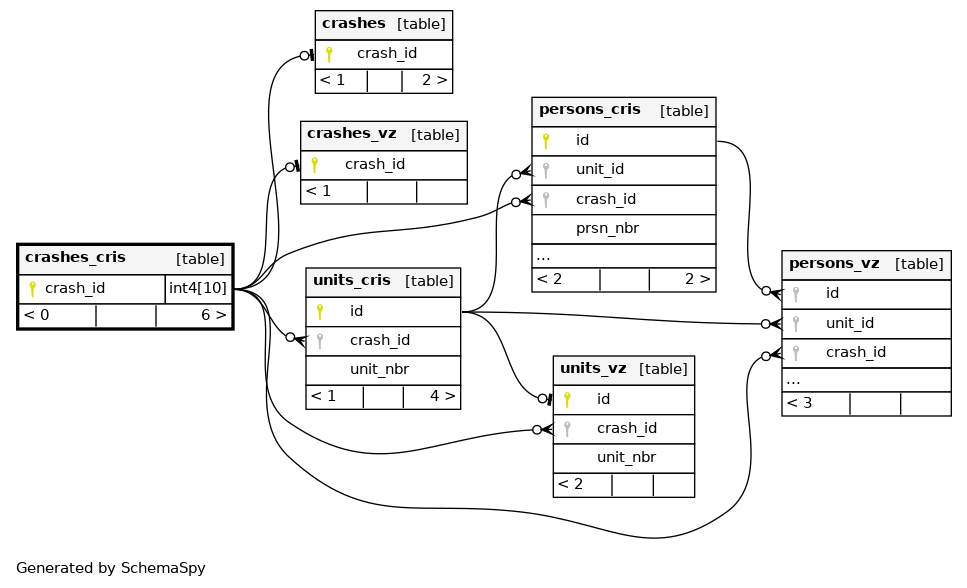 crashes [table]
crash_id
< 1 2 >
crashes_vz [table]
crash_id
< 1
persons_cris [table]
id
unit_id
crash_id
prsn_nbr
...
< 2 2 >
crashes_cris [table]
crash_id int4[10]
< 0 6 >
units_cris [table]
id
crash_id
unit_nbr
< 1 4 >
persons_vz [table]
id
unit_id
crash_id
...
< 3
units_vz [table]
id
crash_id
unit_nbr
< 2
Generated by SchemaSpy